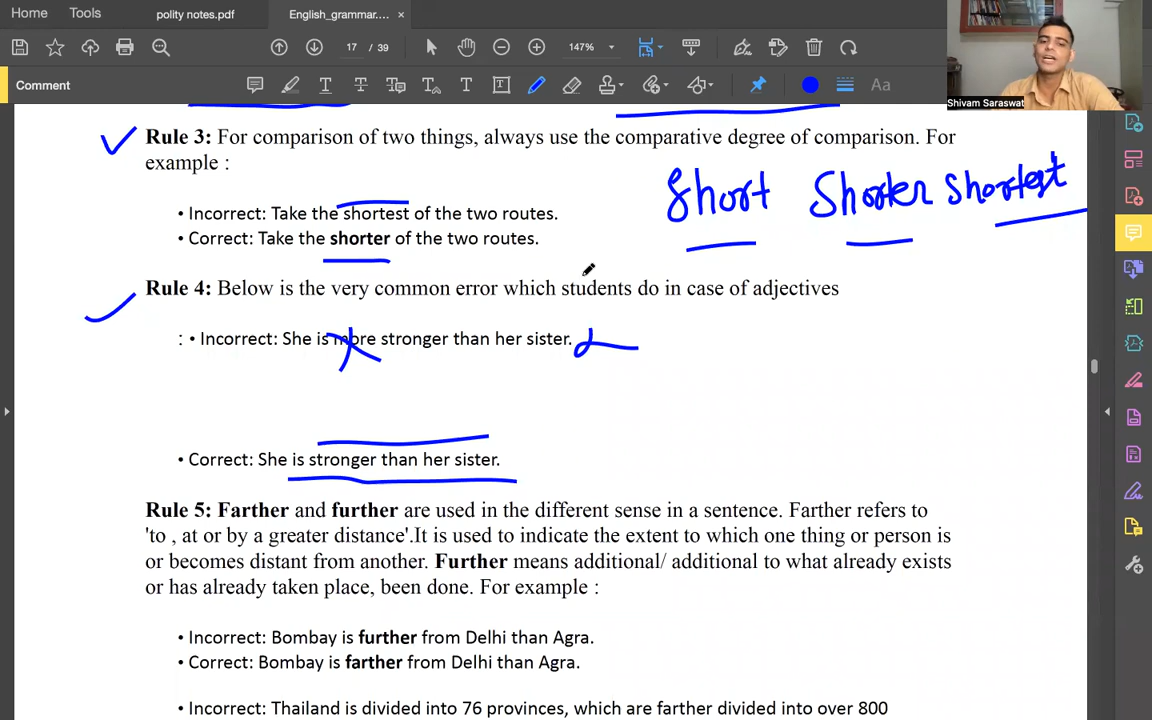 Home Tools polity notes.pdf English_grammar.... ×
17 / 39 147%
Comment
Aa
Shivam Saraswat
Rule 3: For comparison of two things, always use the comparative degree of comparison. For
example :
Short Shorter Shortest
• Incorrect: Take the shortest of the two routes.
• Correct: Take the shorter of the two routes.
Rule 4: Below is the very common error which students do in case of adjectives
: • Incorrect: She is more stronger than her sister.
• Correct: She is stronger than her sister.
Rule 5: Farther and further are used in the different sense in a sentence. Farther refers to
'to , at or by a greater distance'.It is used to indicate the extent to which one thing or person is
or becomes distant from another. Further means additional/ additional to what already exists
or has already taken place, been done. For example :
• Incorrect: Bombay is further from Delhi than Agra.
• Correct: Bombay is farther from Delhi than Agra.
• Incorrect: Thailand is divided into 76 provinces, which are farther divided into over 800